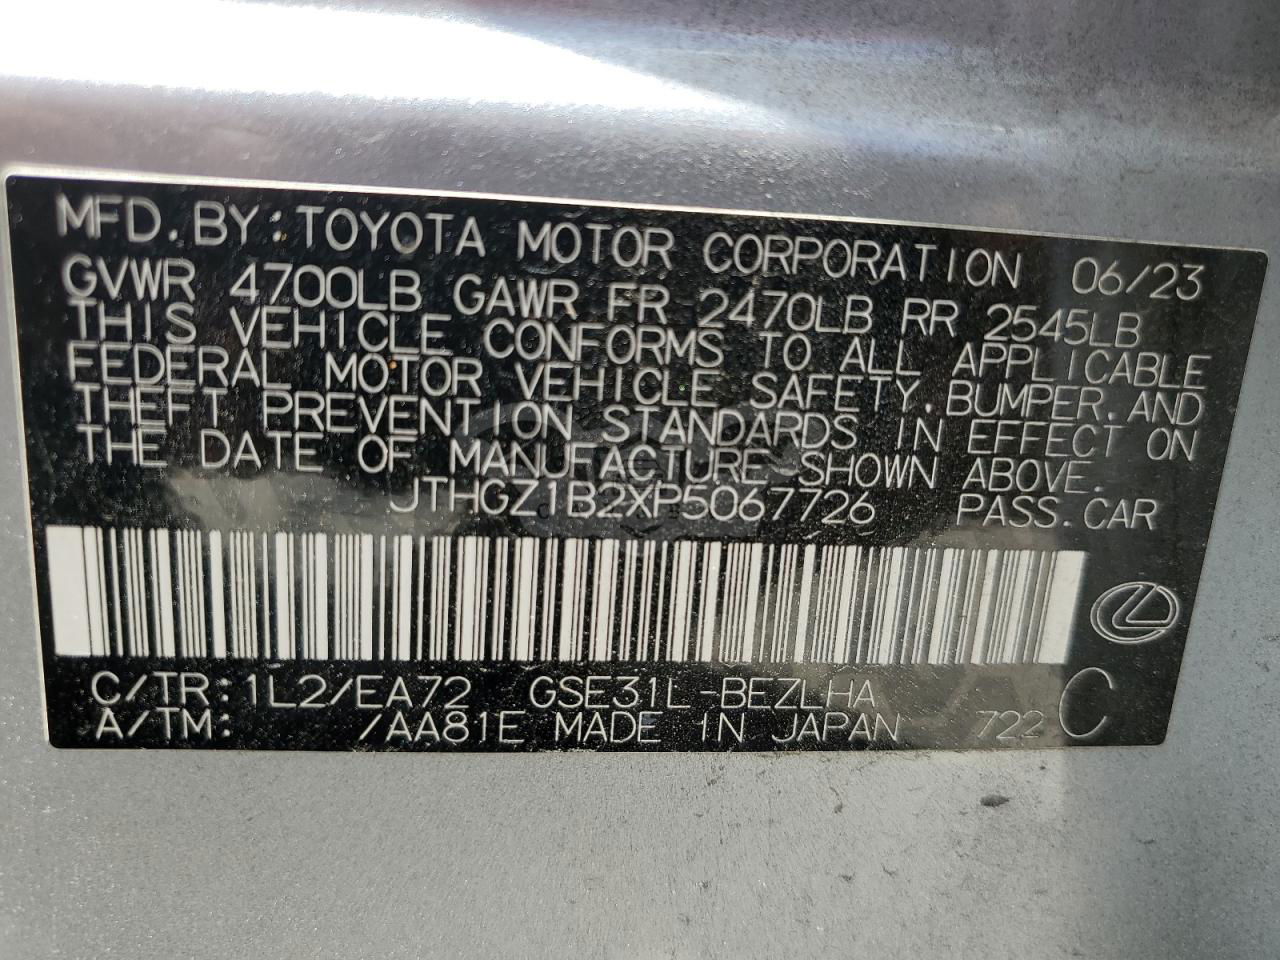 MFD. BY: TOYOTA MOTOR CORPORATION 06/23
GVWR 4700LB GAWR FR 2470LB RR 2545LB
THIS VEHICLE CONFORMS TO ALL APPLICABLE
FEDERAL MOTOR VEHICLE SAFETY, BUMPER, AND
THEFT PREVENTION STANDARDS IN EFFECT ON
THE DATE OF MANUFACTURE SHOWN ABOVE.
JTHGZ1B2XP5067726 PASS. CAR
C/TR: 1L2/EA72 GSE31L-BEZLHA
A/TM: /AA81E MADE IN JAPAN 722 C